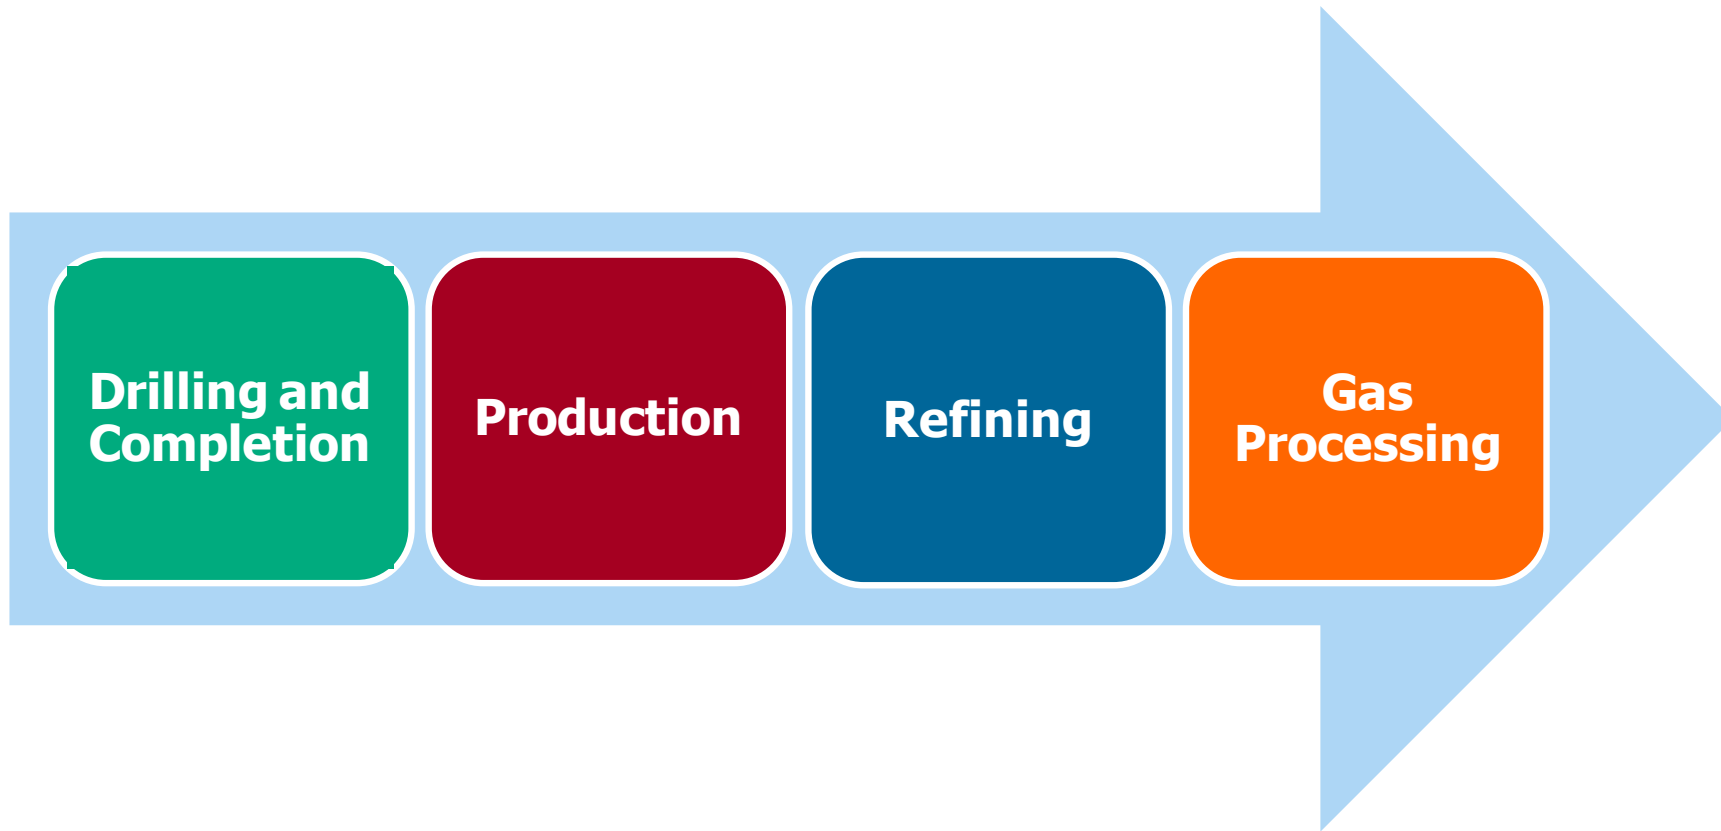 Drilling and
Completion
Production
Refining
Gas
Processing